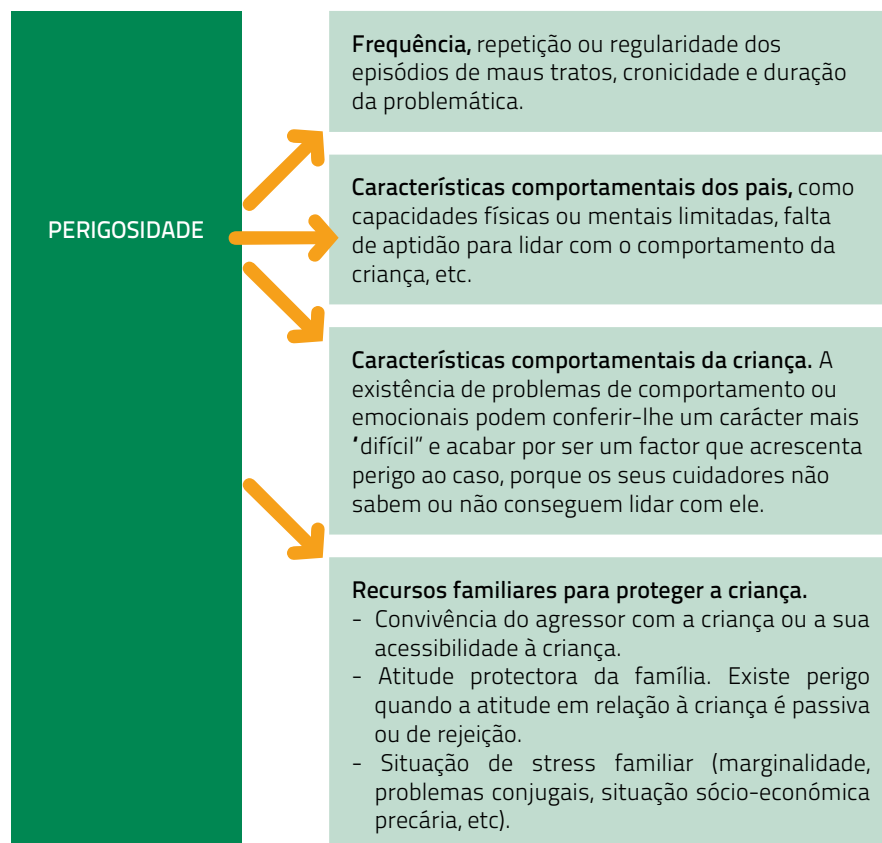 PERIGOSIDADE
Frequência, repetição ou regularidade dos
episódios de maus tratos, cronicidade e duração
da problemática.
Características comportamentais dos pais, como
capacidades físicas ou mentais limitadas, falta
de aptidão para lidar com o comportamento da
criança, etc.
Características comportamentais da criança. A
existência de problemas de comportamento ou
emocionais podem conferir-lhe um carácter mais
‘difícil” e acabar por ser um factor que acrescenta
perigo ao caso, porque os seus cuidadores não
sabem ou não conseguem lidar com ele.
Recursos familiares para proteger a criança.
- Convivência do agressor com a criança ou a sua
acessibilidade à criança.
- Atitude protectora da família. Existe perigo
quando a atitude em relação à criança é passiva
ou de rejeição.
- Situação de stress familiar (marginalidade,
problemas conjugais, situação sócio-económica
precária, etc).